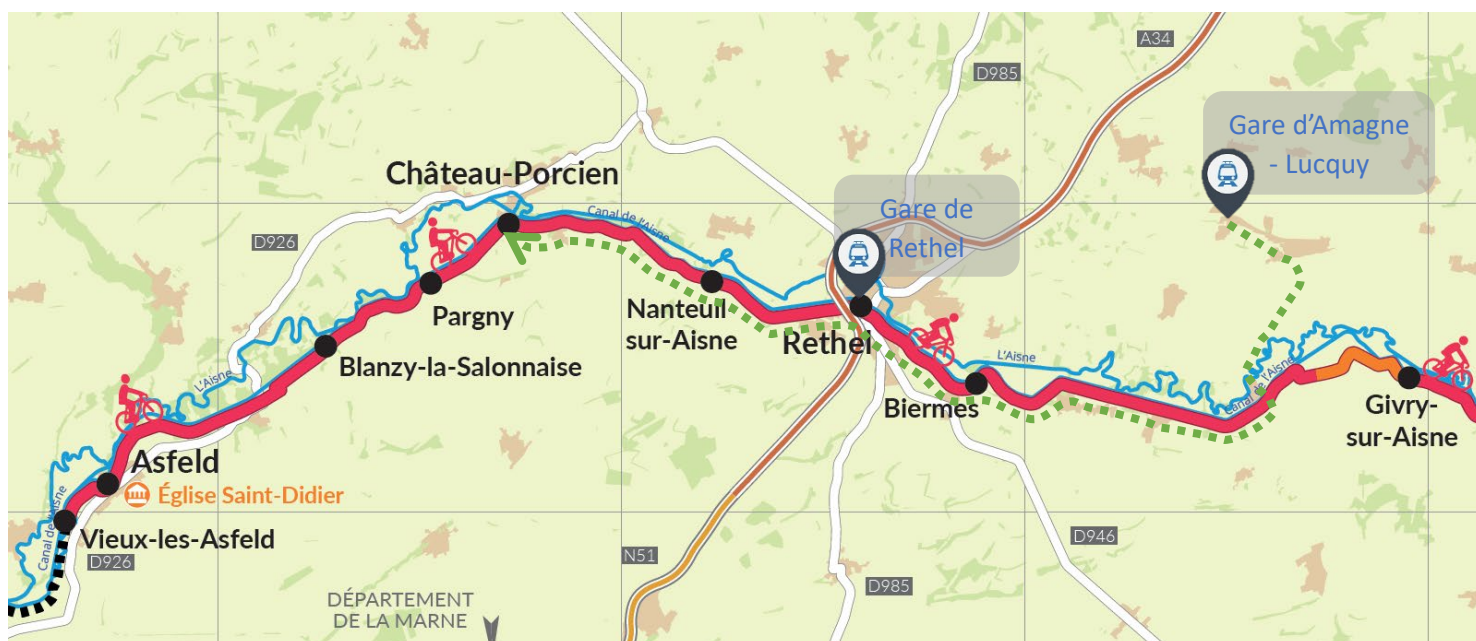 A34
D985
Gare d'Amagne
- Lucquy
Château-Porcien
Gare de
Rethel
Canal de l'Aisne
D926
Pargny
Nanteuil
sur-Aisne
Rethel
L'Aisne
Blanzy-la-Salonnaise
L'Aisne
Canal de l'Aisne
Biermes
Givry-
sur-Aisne
Asfeld
Église Saint-Didier
Canal de l'Aisne
Vieux-les-Asfeld
D926
N51
D985
D946
DÉPARTEMENT
DE LA MARNE